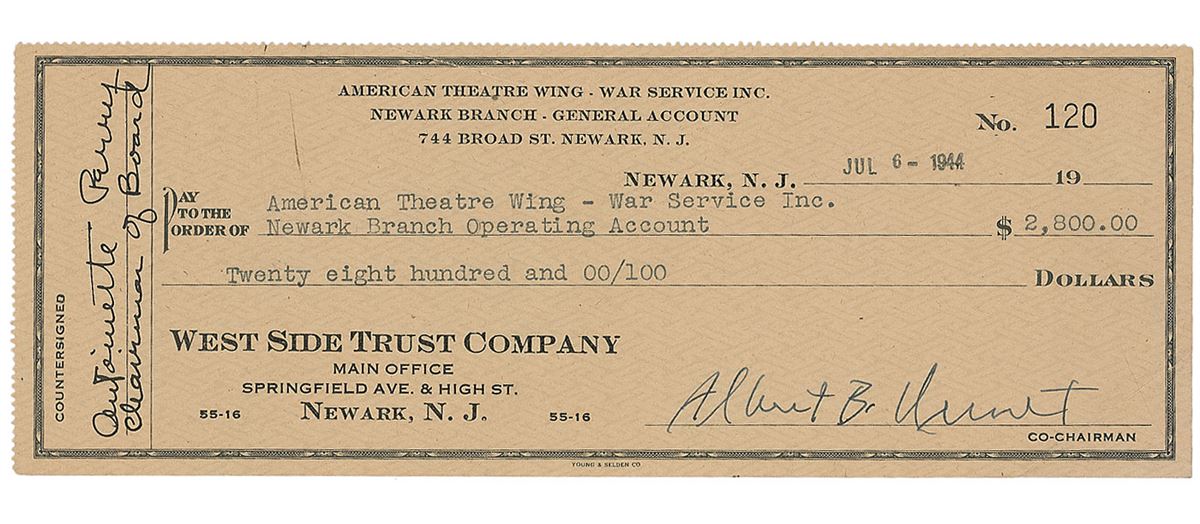 AMERICAN THEATRE WING - WAR SERVICE INC.
NEWARK BRANCH - GENERAL ACCOUNT
744 BROAD ST. NEWARK, N. J.
No. 120
NEWARK, N. J. JUL 6 - 1944 19
PAY TO THE ORDER OF American Theatre Wing - War Service Inc.
Newark Branch Operating Account $ 2,800.00
Twenty eight hundred and 00/100 DOLLARS
WEST SIDE TRUST COMPANY
MAIN OFFICE
SPRINGFIELD AVE. & HIGH ST.
55-16 NEWARK, N. J. 55-16
Albert B.
CO-CHAIRMAN
YOUNG & SELDEN CO.
COUNTERSIGNED
Antoinette Perry
Chairman of Board